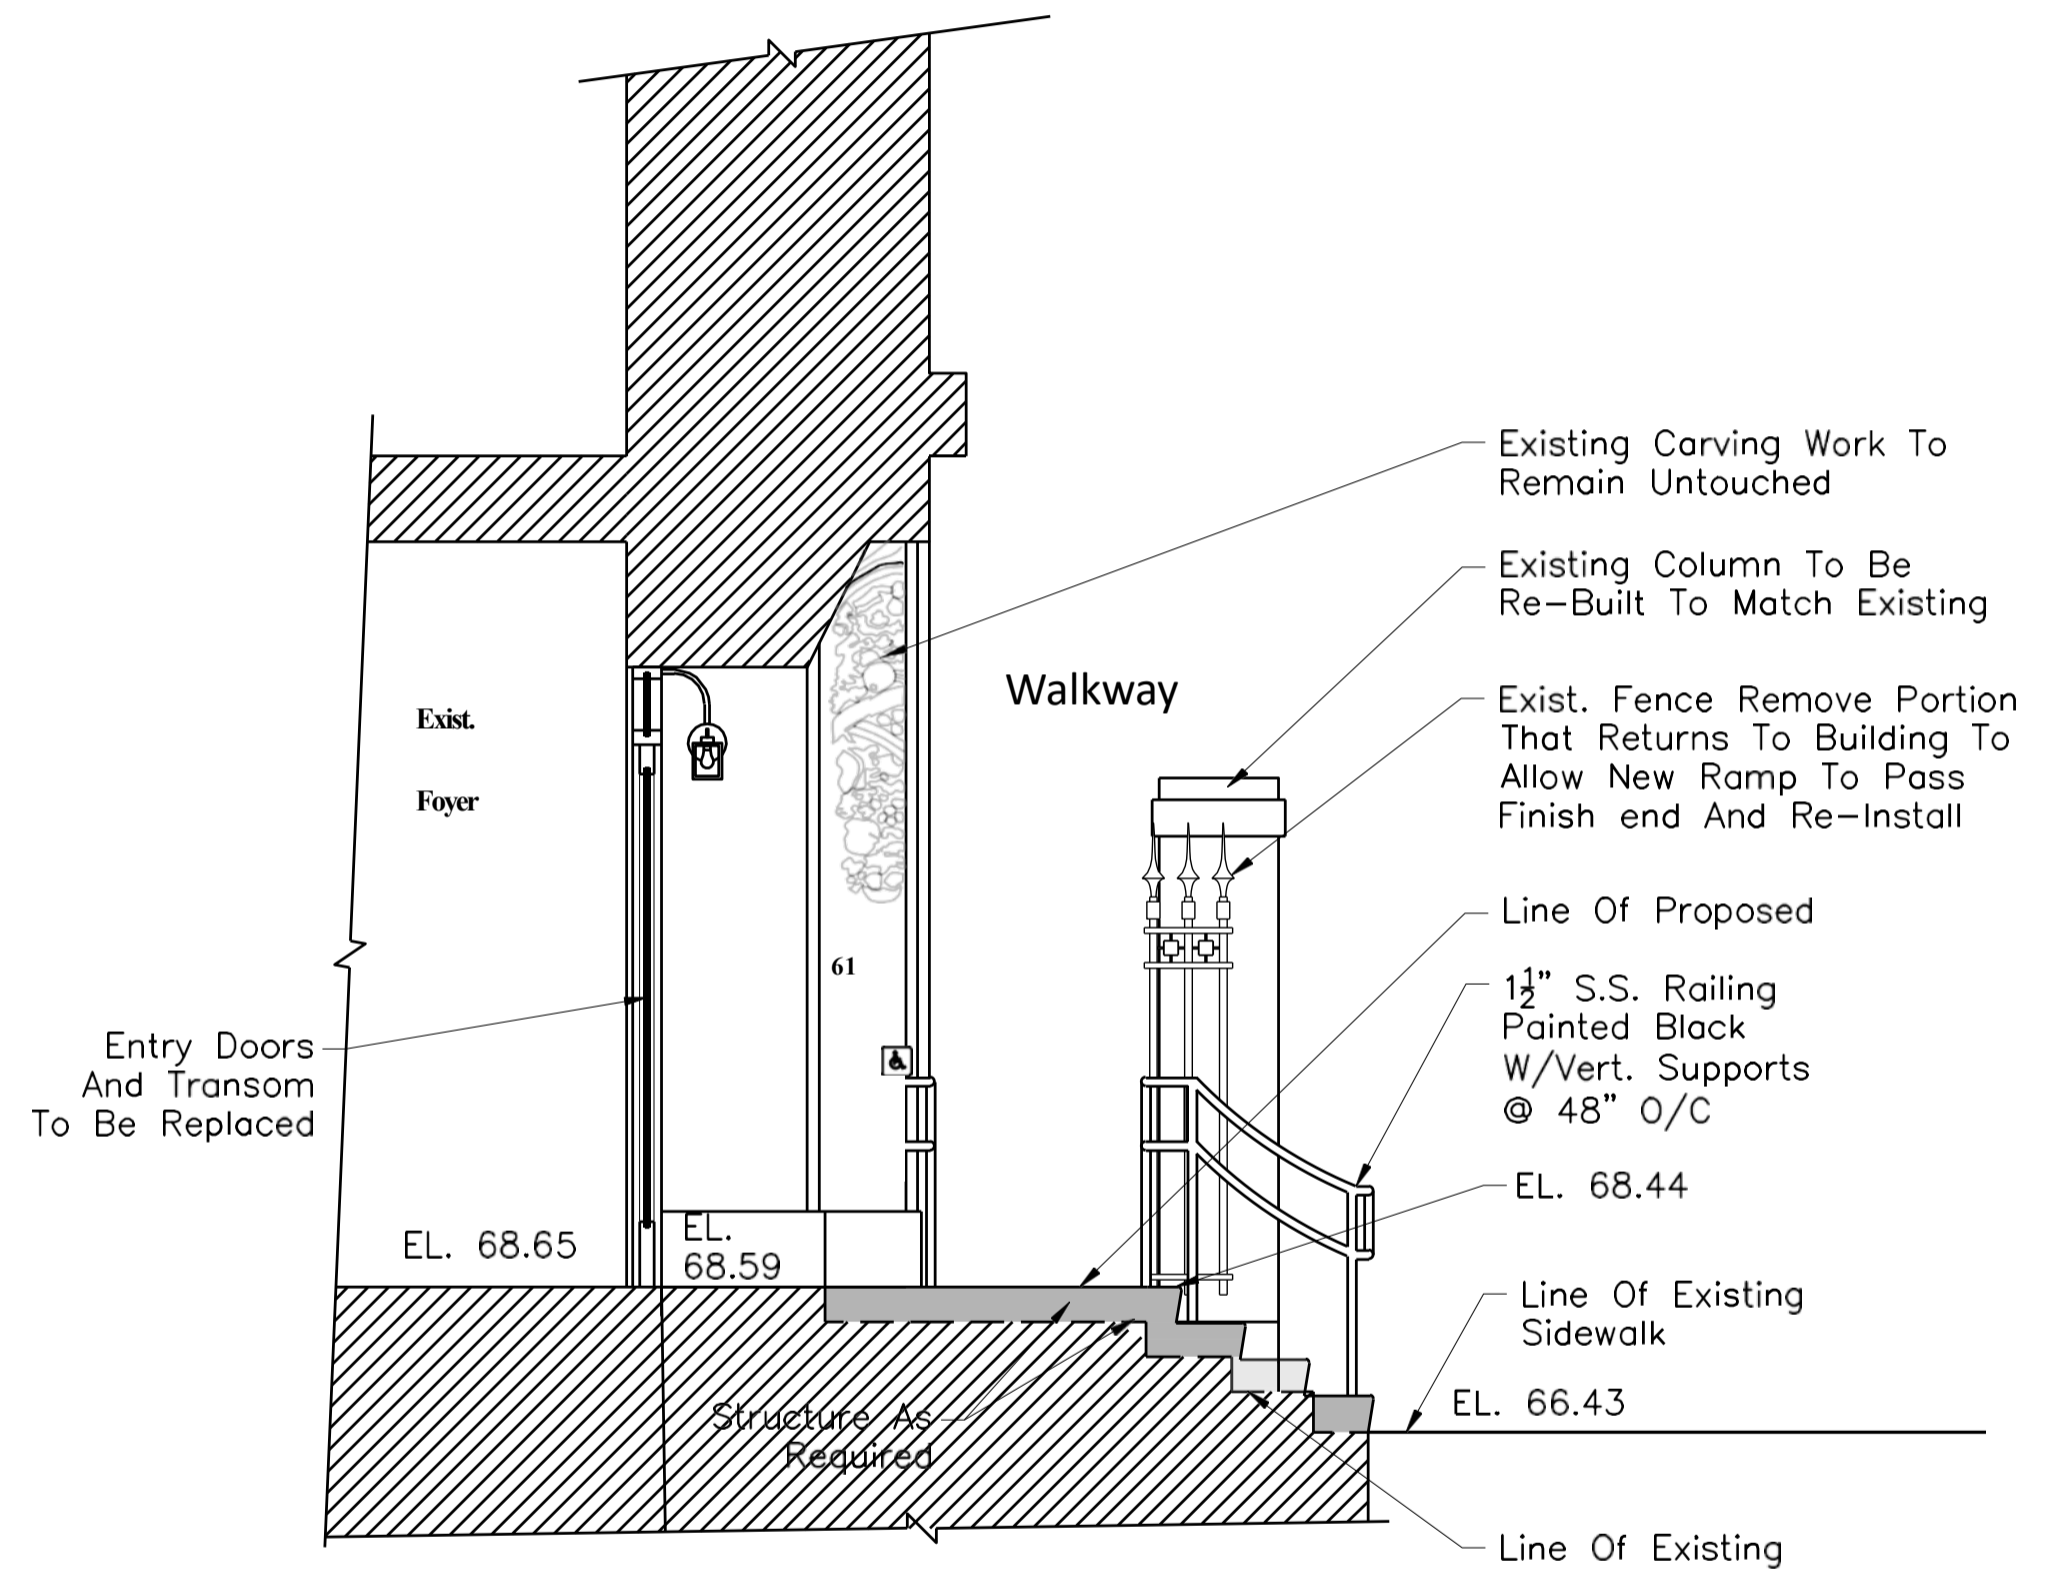 Existing Carving Work To
Remain Untouched
Existing Column To Be
Re-Built To Match Existing
Walkway
Exist. Fence Remove Portion
That Returns To Building To
Allow New Ramp To Pass
Finish end And Re-Install
Exist.
Foyer
Line Of Proposed
61
1½" S.S. Railing
Painted Black
W/Vert. Supports
@ 48" O/C
Entry Doors
And Transom
To Be Replaced
EL. 68.44
EL. 68.65
EL.
68.59
Line Of Existing
Sidewalk
EL. 66.43
Structure As
Required
Line Of Existing